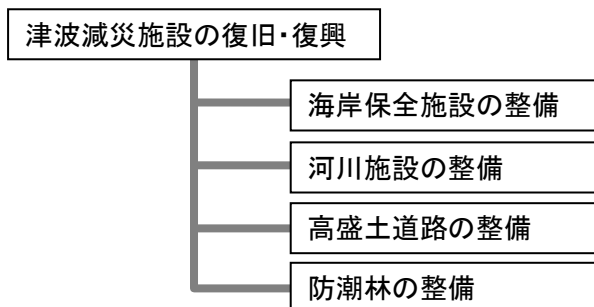 津波減災施設の復旧・復興
海岸保全施設の整備
河川施設の整備
高盛土道路の整備
防潮林の整備